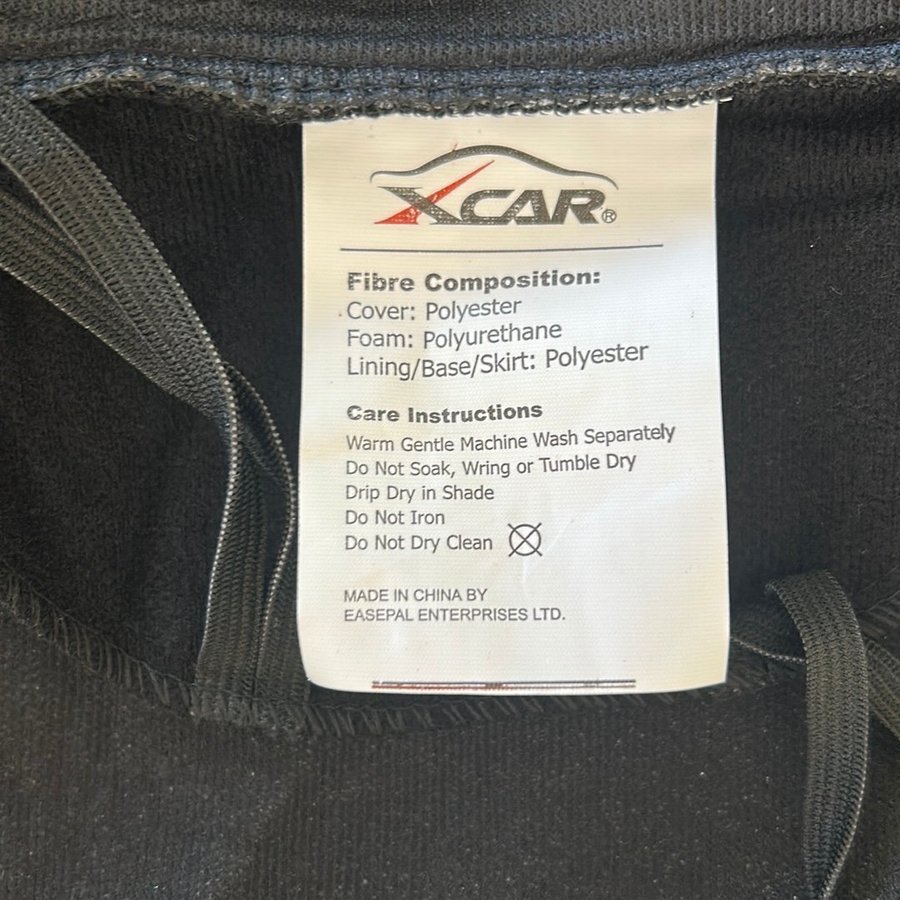 XCAR®
Fibre Composition:
Cover: Polyester
Foam: Polyurethane
Lining/Base/Skirt: Polyester
Care Instructions
Warm Gentle Machine Wash Separately
Do Not Soak, Wring or Tumble Dry
Drip Dry in Shade
Do Not Iron
Do Not Dry Clean
MADE IN CHINA BY
EASEPAL ENTERPRISES LTD.